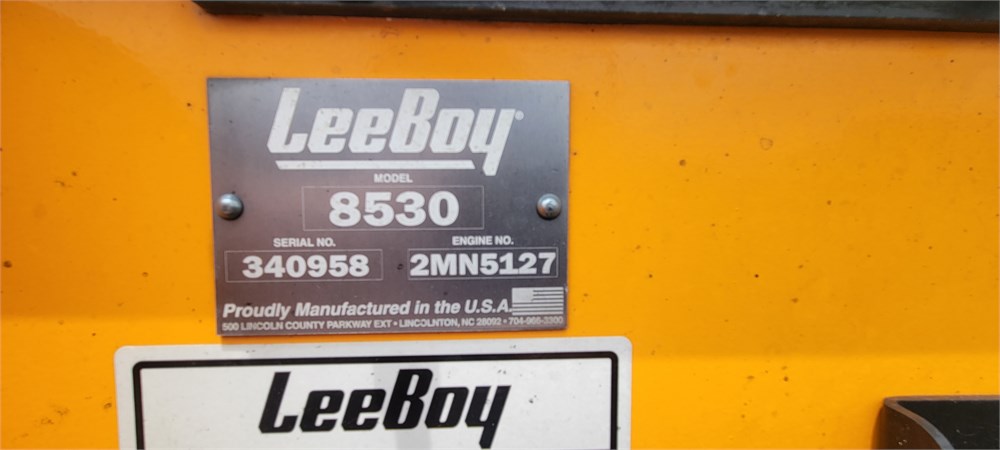 LeeBoy®
MODEL
8530
SERIAL NO. ENGINE NO.
340958 2MN5127
Proudly Manufactured in the U.S.A.
500 LINCOLN COUNTY PARKWAY EXT • LINCOLNTON, NC 28092 • 704-966-3300
LeeBoy